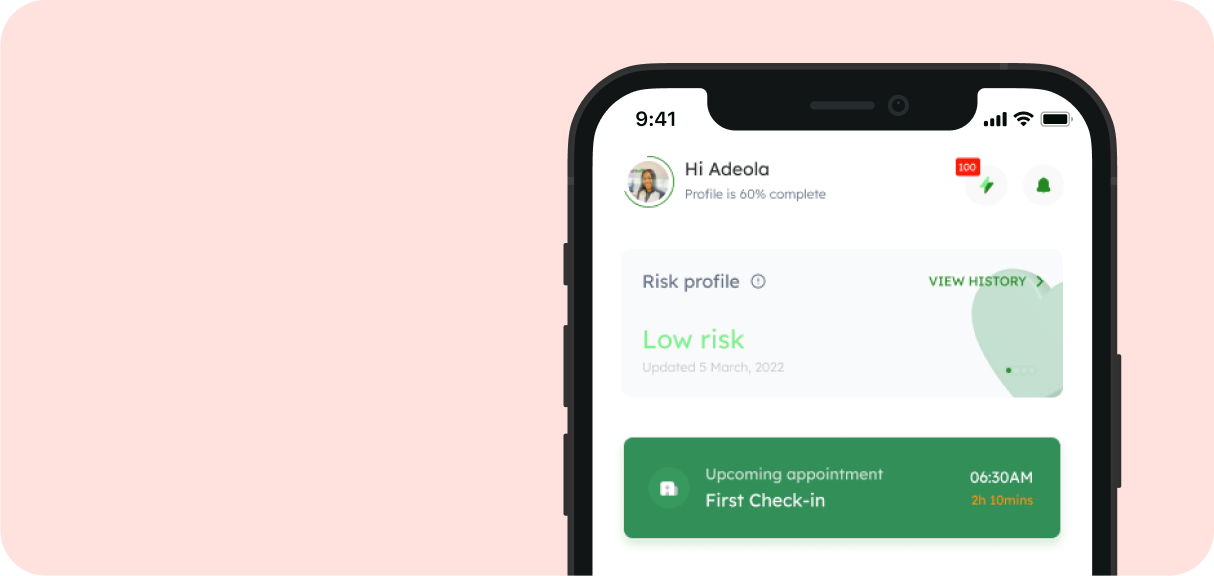 9:41
Hi Adeola
100
Profile is 60% complete
Risk profile
VIEW HISTORY
Low risk
Updated 5 March, 2022
Upcoming appointment
06:30AM
First Check-in
2h 10mins